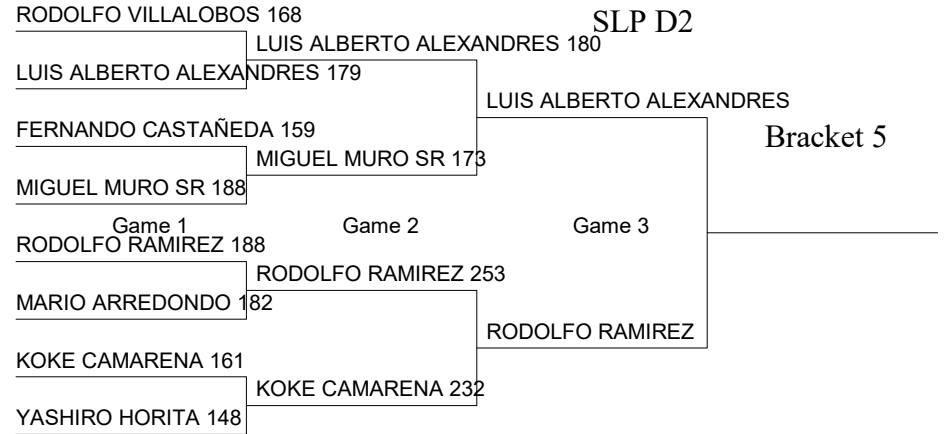 RODOLFO VILLALOBOS 168
SLP D2
LUIS ALBERTO ALEXANDRES 180
LUIS ALBERTO ALEXANDRES 179
LUIS ALBERTO ALEXANDRES
FERNANDO CASTAÑEDA 159
Bracket 5
MIGUEL MURO SR 173
MIGUEL MURO SR 188
Game 1
Game 2
Game 3
RODOLFO RAMIREZ 188
RODOLFO RAMIREZ 253
MARIO ARREDONDO 182
RODOLFO RAMIREZ
KOKE CAMARENA 161
KOKE CAMARENA 232
YASHIRO HORITA 148